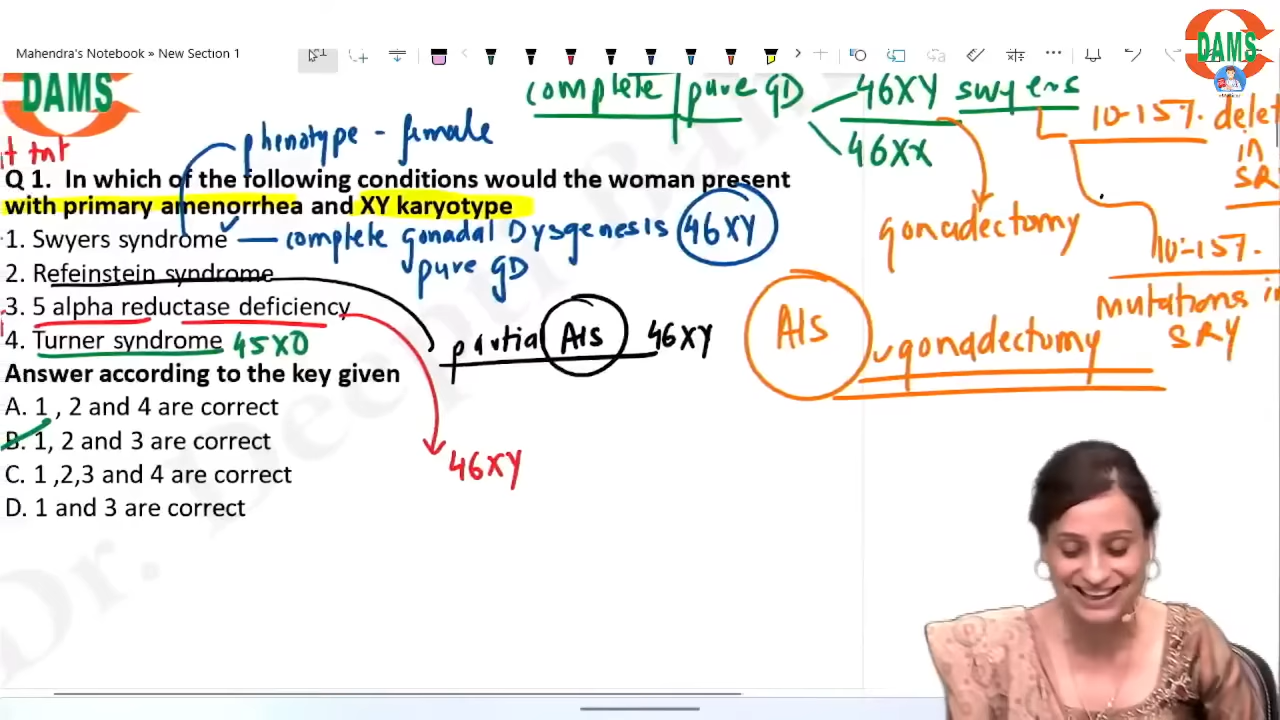 Mahendra's Notebook » New Section 1
DAMS
DAMS
complete / pure GD
46XY swyers
46XX
10-15%. delet
in
SR
gonadectomy
10-15%.
mutations i
SRY
phenotype - female
t tnt
Q 1. In which of the following conditions would the woman present
with primary amenorrhea and XY karyotype
1. Swyers syndrome — complete gonadal Dysgenesis 46XY
pure GD
2. Refeinstein syndrome
3. 5 alpha reductase deficiency
partial AIS 46XY
AIS
gonadectomy
4. Turner syndrome 45XO
Answer according to the key given
A. 1 , 2 and 4 are correct
B. 1, 2 and 3 are correct
46XY
C. 1 ,2,3 and 4 are correct
D. 1 and 3 are correct